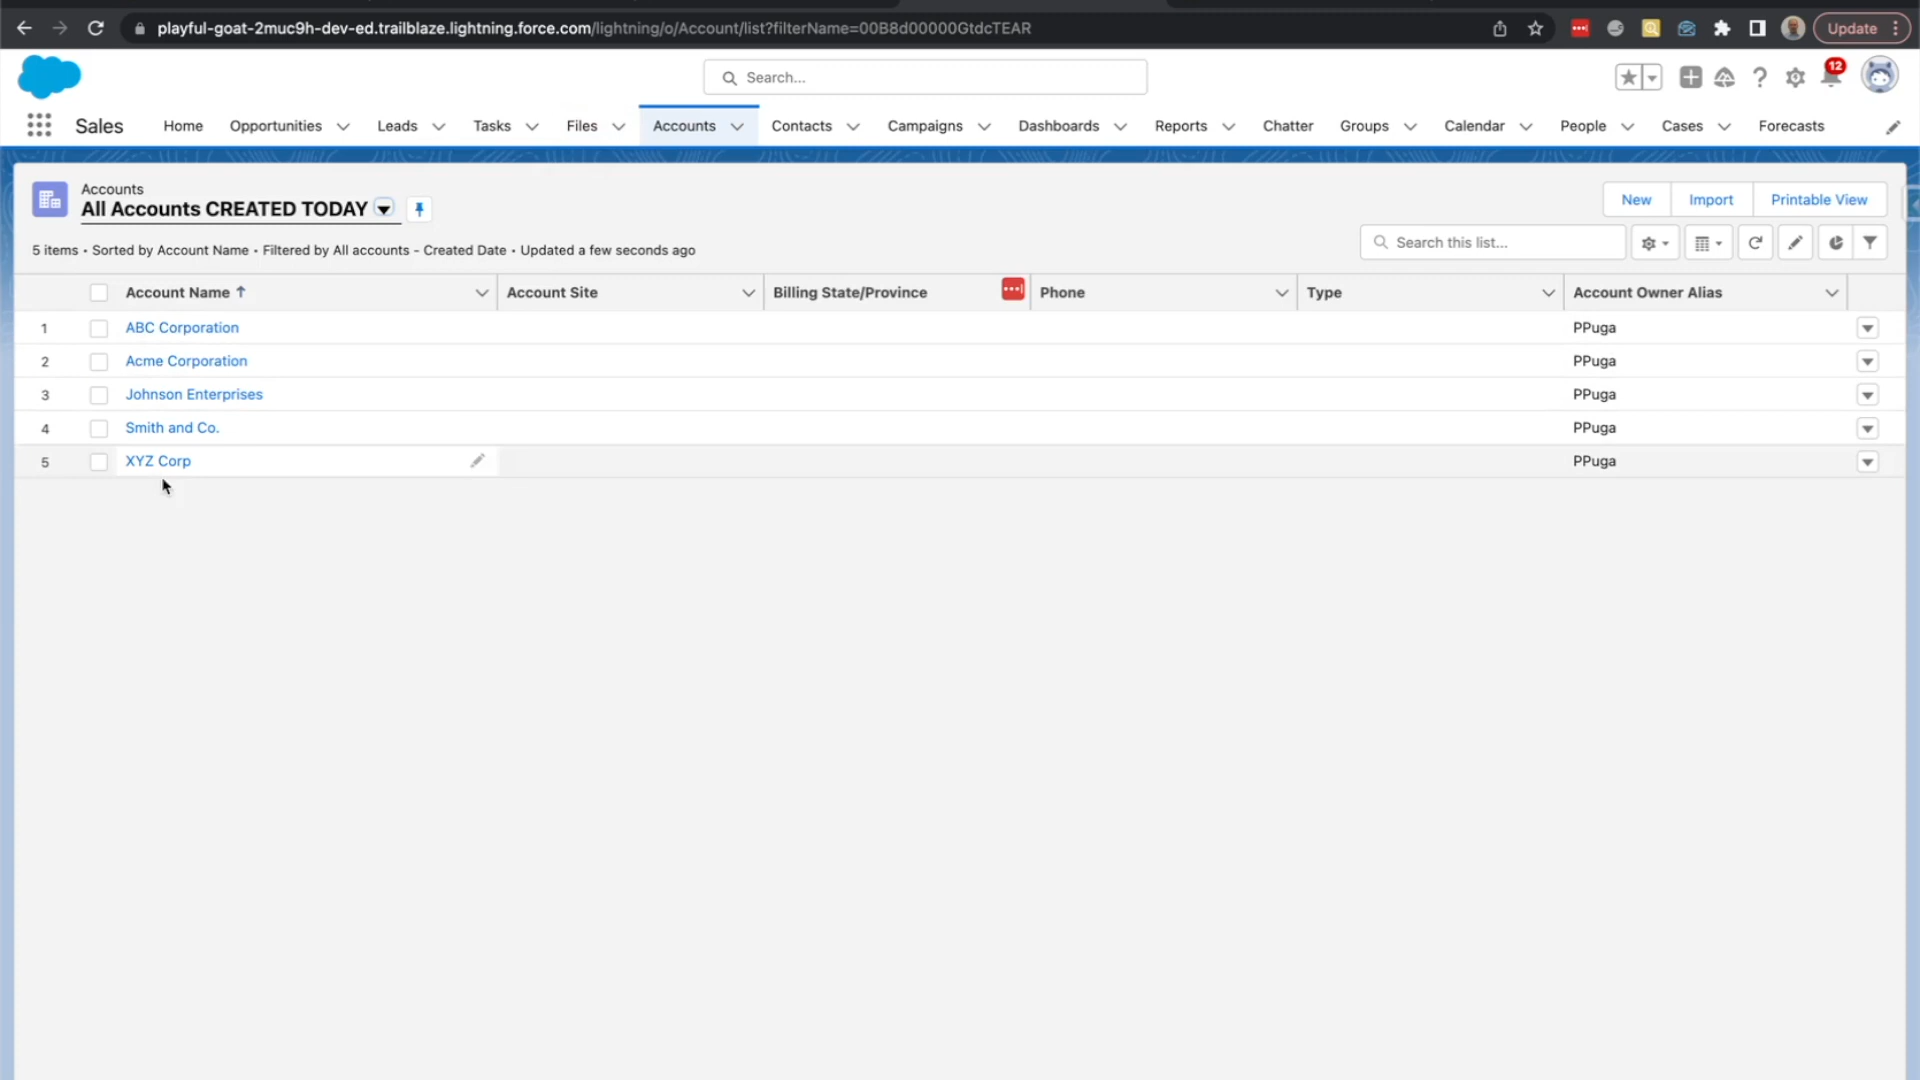 playful-goat-2muc9h-dev-ed.trailblaze.lightning.force.com/lightning/o/Account/list?filterName=00B8d00000GtdcTEAR
Update
Search...
12
Sales Home Opportunities Leads Tasks Files Accounts Contacts Campaigns Dashboards Reports Chatter Groups Calendar People Cases Forecasts
Accounts
All Accounts CREATED TODAY
New Import Printable View
5 items • Sorted by Account Name • Filtered by All accounts - Created Date • Updated a few seconds ago
Search this list...
Account Name Account Site Billing State/Province Phone Type Account Owner Alias
1 ABC Corporation PPuga
2 Acme Corporation PPuga
3 Johnson Enterprises PPuga
4 Smith and Co. PPuga
5 XYZ Corp PPuga